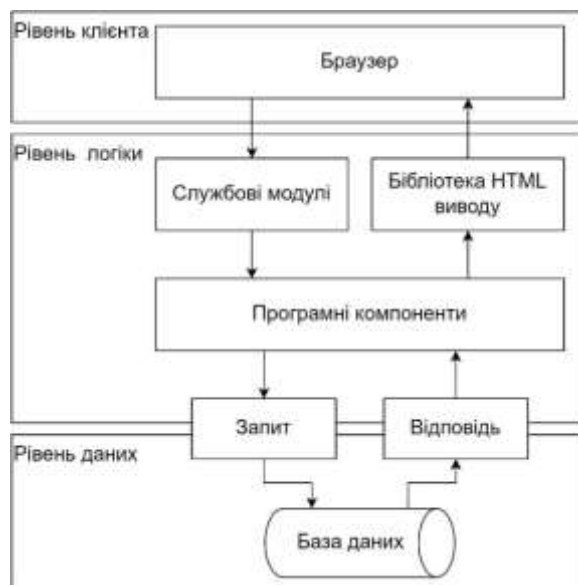 Рівень клієнта
Браузер
Рівень логіки
Службові модулі
Бібліотека HTML
виводу
Програмні компоненти
Запит
Відповідь
Рівень даних
База даних